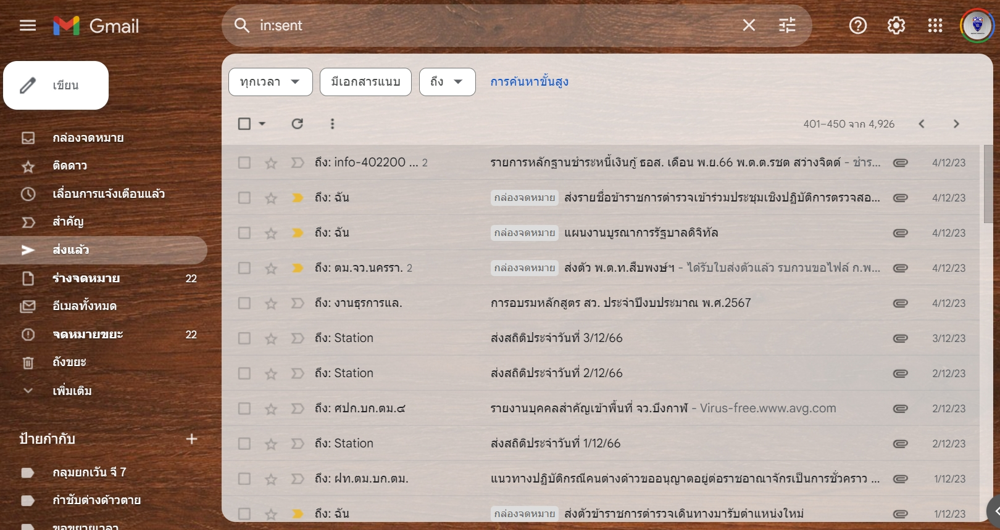 Gmail
in:sent
เขียน
ทุกเวลา
มีเอกสารแนบ
ถึง
การค้นหาขั้นสูง
401–450 จาก 4,926
กล่องจดหมาย
ติดดาว
เลื่อนการแจ้งเตือนแล้ว
สำคัญ
ส่งแล้ว
ร่างจดหมาย 22
อีเมลทั้งหมด
จดหมายขยะ 22
ถังขยะ
เพิ่มเติม
ป้ายกำกับ
กลุมยกเว้น จี 7
กำชับต่างด้าวตาย
ขอขยายเวลา
ถึง: info-402200 ... 2 รายการหลักฐานชำระหนี้เงินกู้ ธอส. เดือน พ.ย.66 พ.ต.ต.รชต สว่างจิตต์ - ชำร... 4/12/23
ถึง: ฉัน กล่องจดหมาย ส่งรายชื่อข้าราชการตำรวจเข้าร่วมประชุมเชิงปฏิบัติการตรวจสอ... 4/12/23
ถึง: ฉัน กล่องจดหมาย แผนงานบูรณาการรัฐบาลดิจิทัล 4/12/23
ถึง: ตม.จว.นครรา. 2 กล่องจดหมาย ส่งตัว พ.ต.ท.สืบพงษ์ฯ - ได้รับใบส่งตัวแล้ว รบกวนขอไฟล์ ก.พ... 4/12/23
ถึง: งานธุรการแล. การอบรมหลักสูตร สว. ประจำปีงบประมาณ พ.ศ.2567 4/12/23
ถึง: Station ส่งสถิติประจำวันที่ 3/12/66 3/12/23
ถึง: Station ส่งสถิติประจำวันที่ 2/12/66 2/12/23
ถึง: ศปก.บก.ตม.๔ รายงานบุคคลสำคัญเข้าพื้นที่ จว.บึงกาฬ - Virus-free.www.avg.com 2/12/23
ถึง: Station ส่งสถิติประจำวันที่ 1/12/66 2/12/23
ถึง: ฝท.ตม.บก.ตม. แนวทางปฏิบัติกรณีคนต่างด้าวขออนุญาตอยู่ต่อราชอาณาจักรเป็นการชั่วคราว ... 1/12/23
ถึง: ฉัน กล่องจดหมาย ส่งตัวข้าราชการตำรวจเดินทางมารับตำแหน่งใหม่ 1/12/23